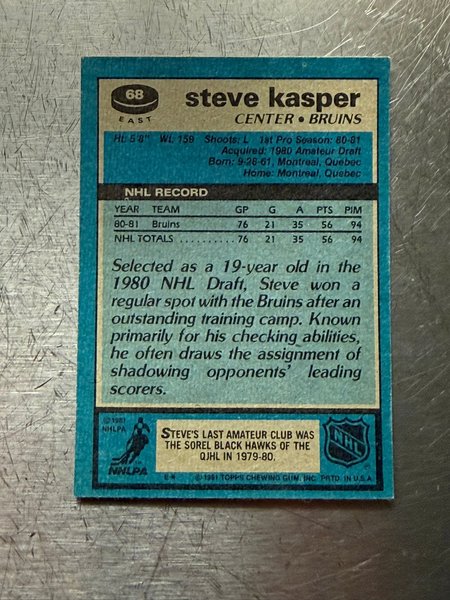 68
EAST
steve kasper
CENTER • BRUINS
Ht. 5'8" Wt. 159 Shoots: L 1st Pro Season: 80-81
Acquired: 1980 Amateur Draft
Born: 9-28-61, Montreal, Quebec
Home: Montreal, Quebec
NHL RECORD
YEAR TEAM GP G A PTS PIM
80-81 Bruins 76 21 35 56 94
NHL TOTALS .......... 76 21 35 56 94
Selected as a 19-year old in the
1980 NHL Draft, Steve won a
regular spot with the Bruins after an
outstanding training camp. Known
primarily for his checking abilities,
he often draws the assignment of
shadowing opponents' leading
scorers.
©1981
NHLPA
NHLPA
STEVE'S LAST AMATEUR CLUB WAS
THE SOREL BLACK HAWKS OF THE
QJHL IN 1979-80.
NHL
©1981 TOPPS CHEWING GUM, INC. PRTD. IN U.S.A.